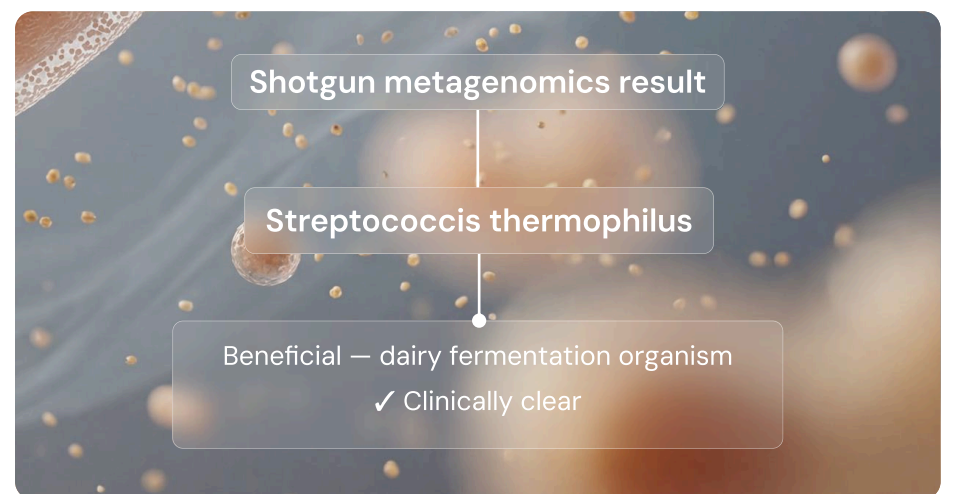 Shotgun metagenomics result
Streptococcis thermophilus
Beneficial — dairy fermentation organism
✓ Clinically clear